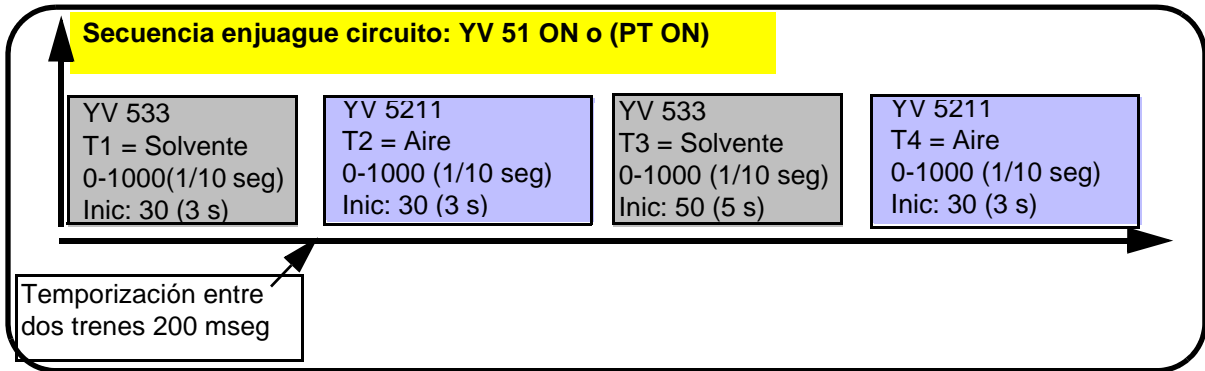 Secuencia enjuague circuito: YV 51 ON o (PT ON)
YV 533
T1 = Solvente
0-1000(1/10 seg)
Inic: 30 (3 s)
YV 5211
T2 = Aire
0-1000 (1/10 seg)
Inic: 30 (3 s)
YV 533
T3 = Solvente
0-1000 (1/10 seg)
Inic: 50 (5 s)
YV 5211
T4 = Aire
0-1000 (1/10 seg)
Inic: 30 (3 s)
Temporización entre
dos trenes 200 mseg